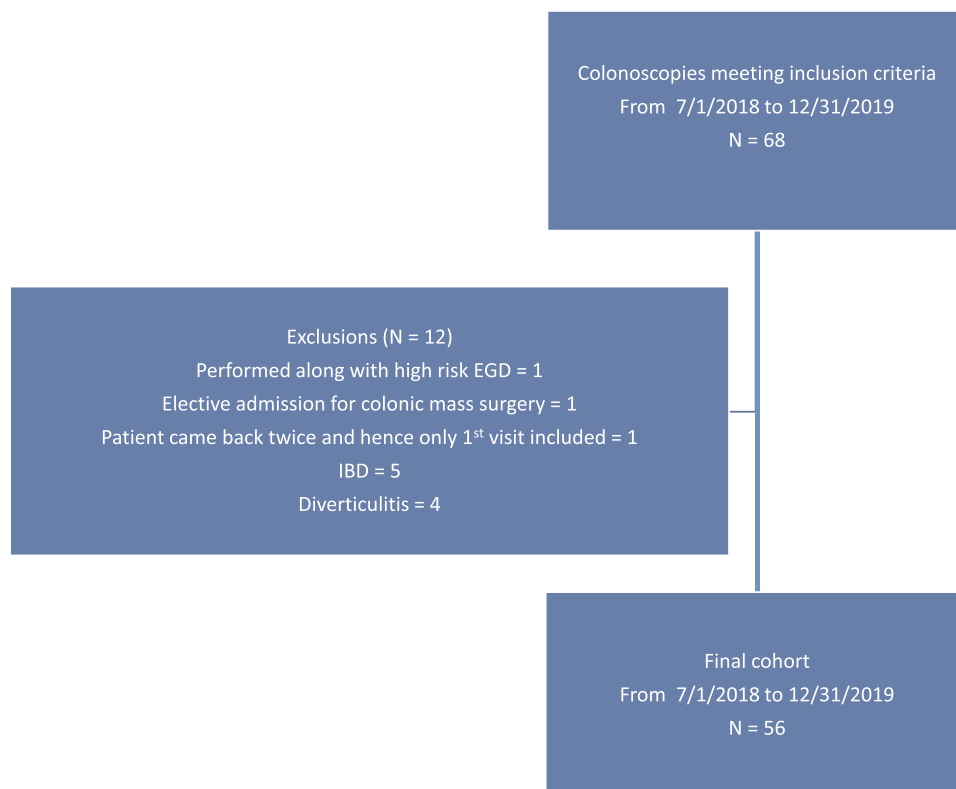 Colonoscopies meeting inclusion criteria
From 7/1/2018 to 12/31/2019
N = 68
Exclusions (N = 12)
Performed along with high risk EGD = 1
Elective admission for colonic mass surgery = 1
Patient came back twice and hence only 1st visit included = 1
IBD = 5
Diverticulitis = 4
Final cohort
From 7/1/2018 to 12/31/2019
N = 56